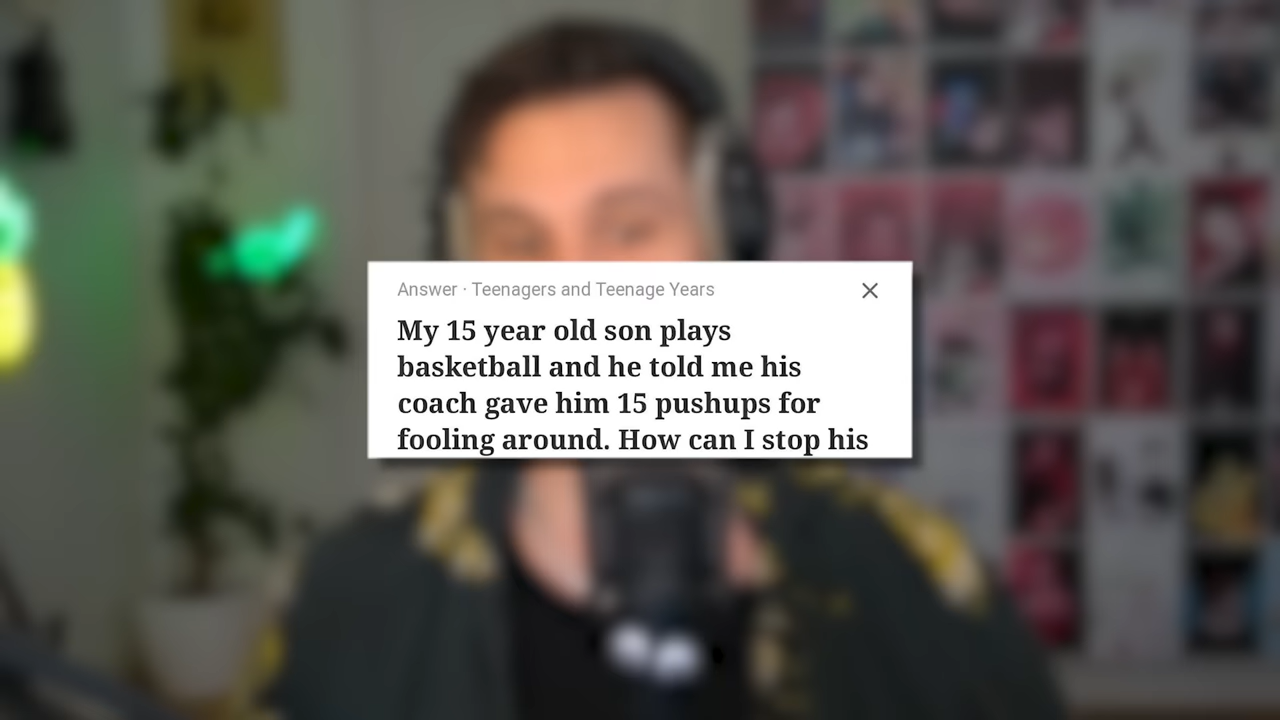 Answer · Teenagers and Teenage Years
My 15 year old son plays
basketball and he told me his
coach gave him 15 pushups for
fooling around. How can I stop his